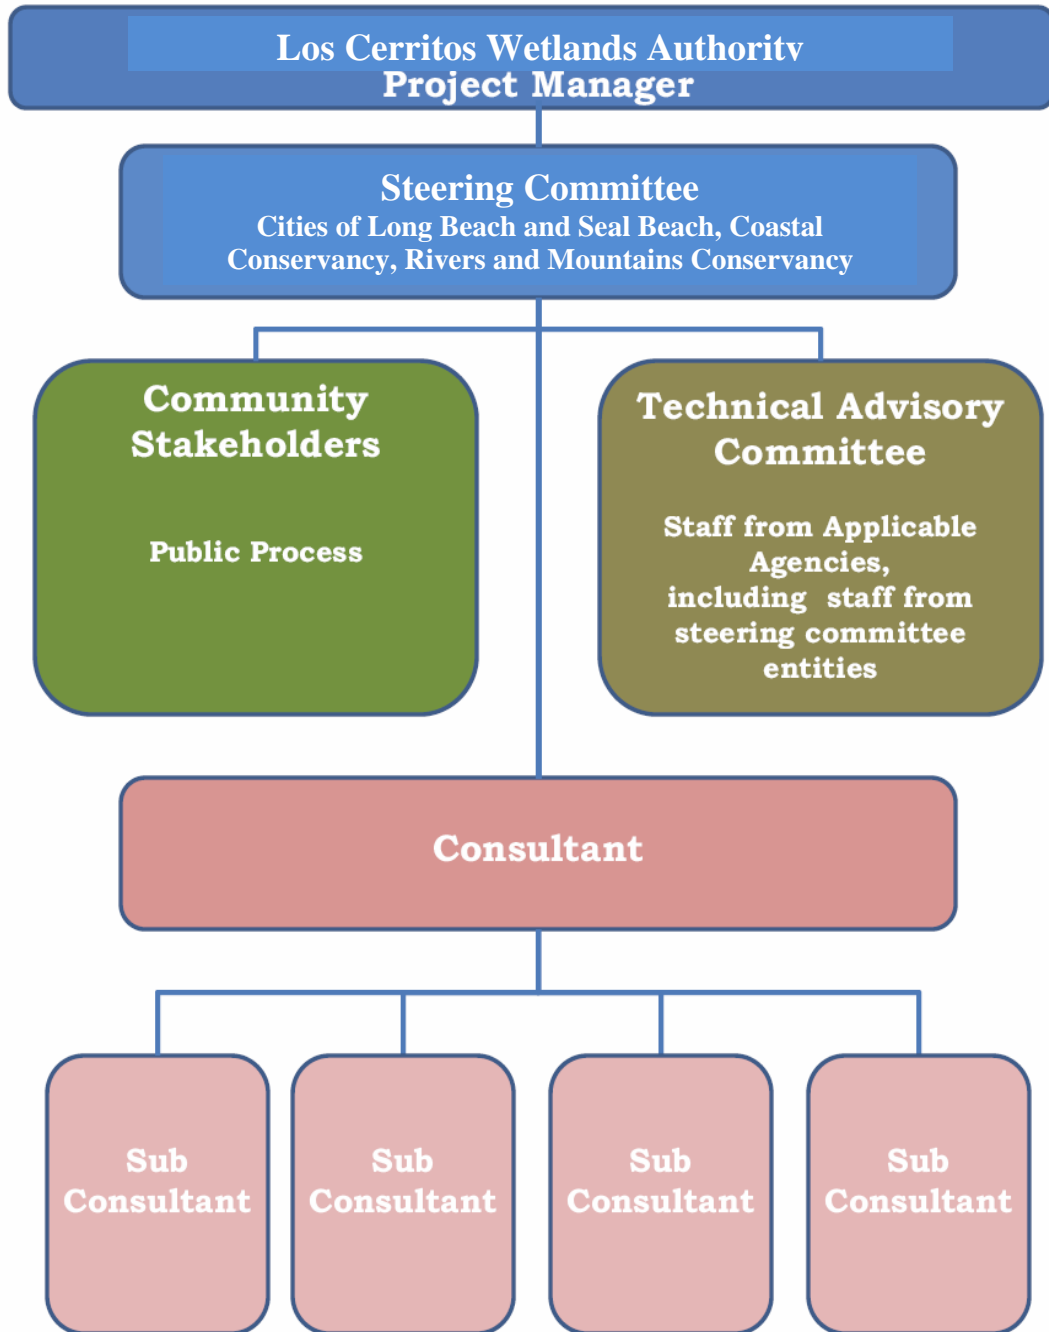 Los Cerritos Wetlands Authority
Project Manager
Steering Committee
Cities of Long Beach and Seal Beach, Coastal
Conservancy, Rivers and Mountains Conservancy
Community
Stakeholders
Public Process
Technical Advisory
Committee
Staff from Applicable
Agencies,
including staff from
steering committee
entities
Consultant
Sub
Consultant
Sub
Consultant
Sub
Consultant
Sub
Consultant